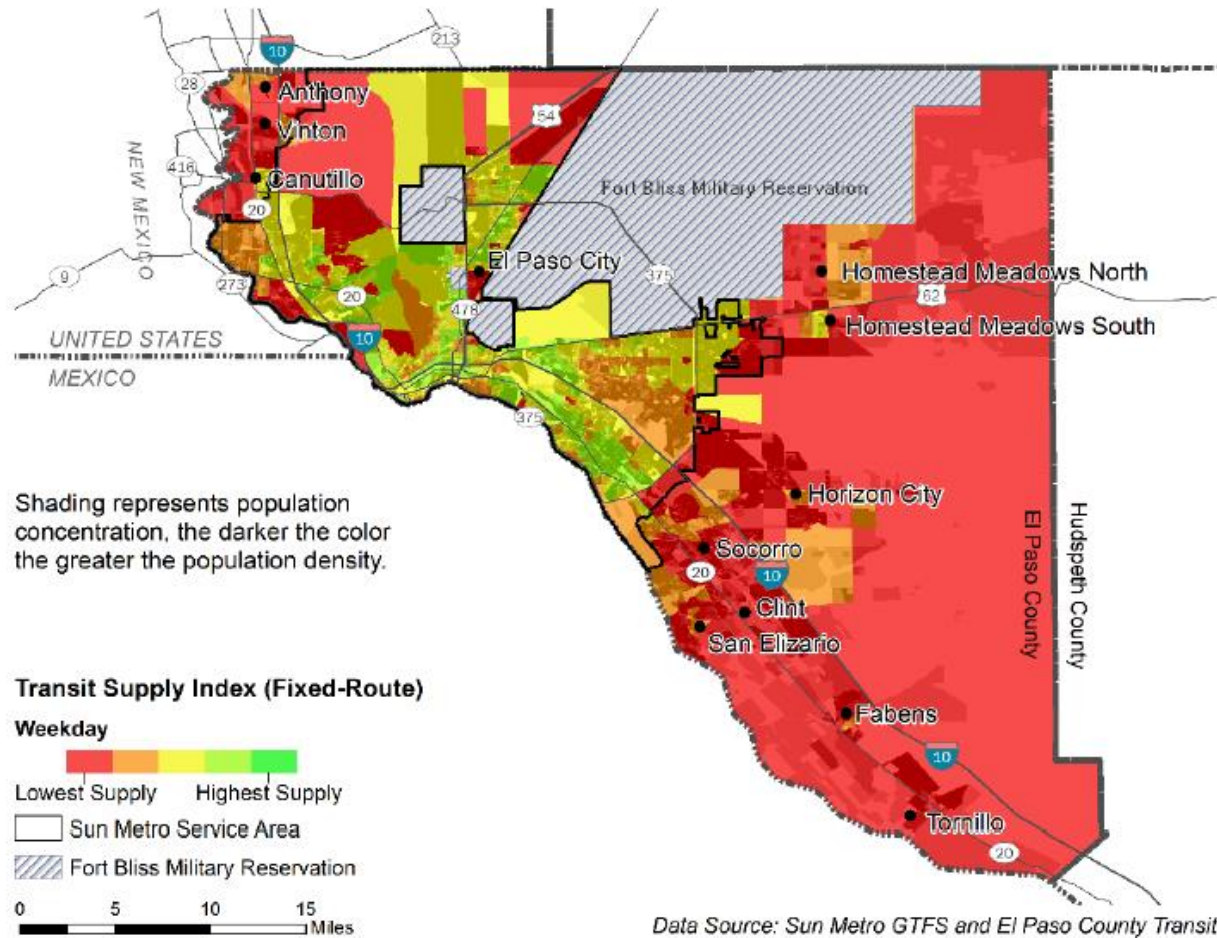 213
10
28
Anthony
54
Vinton
NEW MEXICO
416
Canutillo
Fort Bliss Military Reservation
20
El Paso City
375
Homestead Meadows North
9
273
20
62
478
Homestead Meadows South
UNITED STATES
10
MEXICO
375
Shading represents population
concentration, the darker the color
the greater the population density.
Horizon City
El Paso County
Hudspeth County
Socorro
20
10
Clint
San Elizario
Transit Supply Index (Fixed-Route)
Weekday
Fabens
10
Lowest Supply Highest Supply
Sun Metro Service Area
Tornillo
20
Fort Bliss Military Reservation
0 5 10 15
Miles
Data Source: Sun Metro GTFS and El Paso County Transit